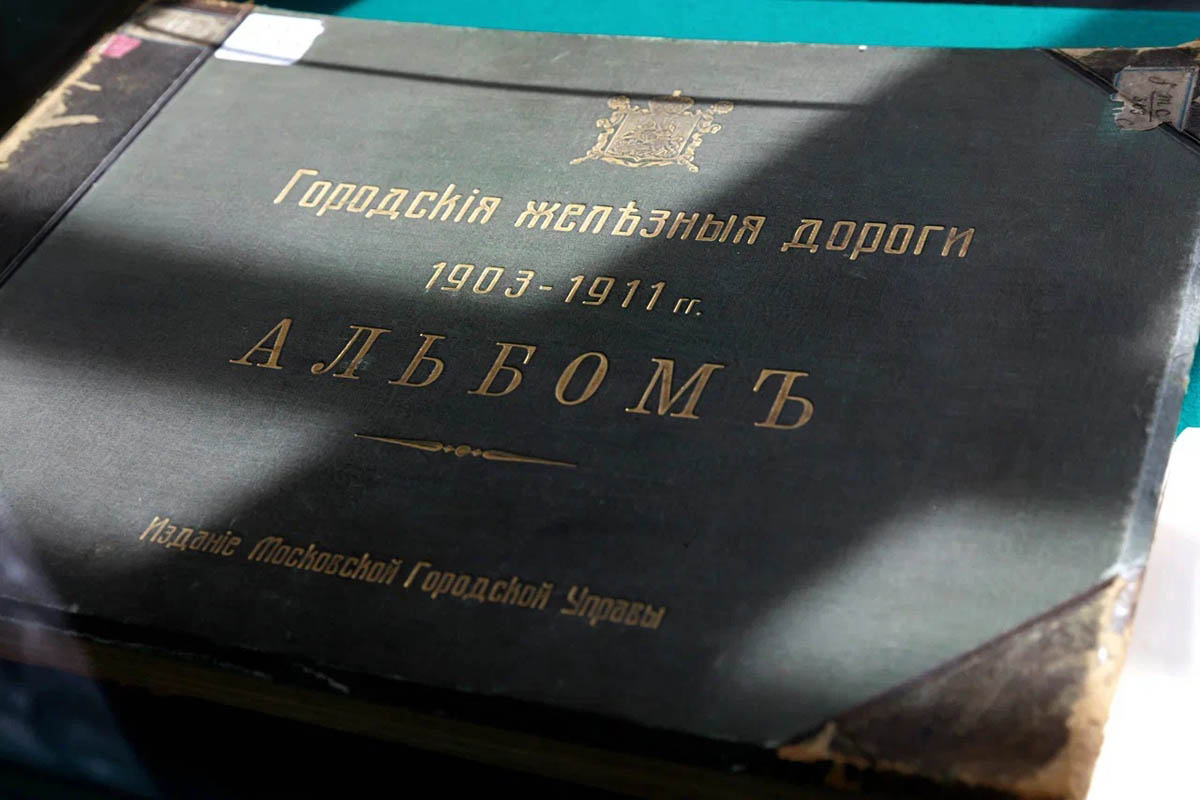 Городскія желѣзныя дороги
1903-1911 гг.
АЛЬБОМЪ
Изданіе Московской Городской Управы